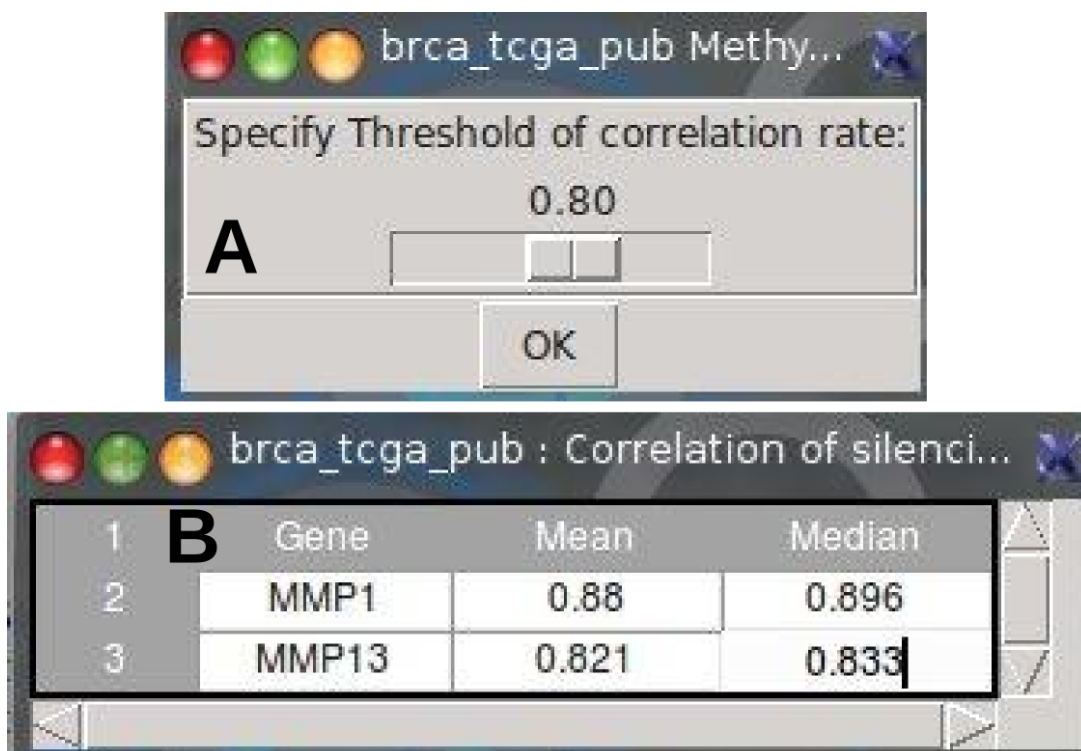 brca_tcga_pub Methy...
Specify Threshold of correlation rate:
0.80
A
OK
brca_tcga_pub : Correlation of silenci...
B
1 Gene Mean Median
2 MMP1 0.88 0.896
3 MMP13 0.821 0.833